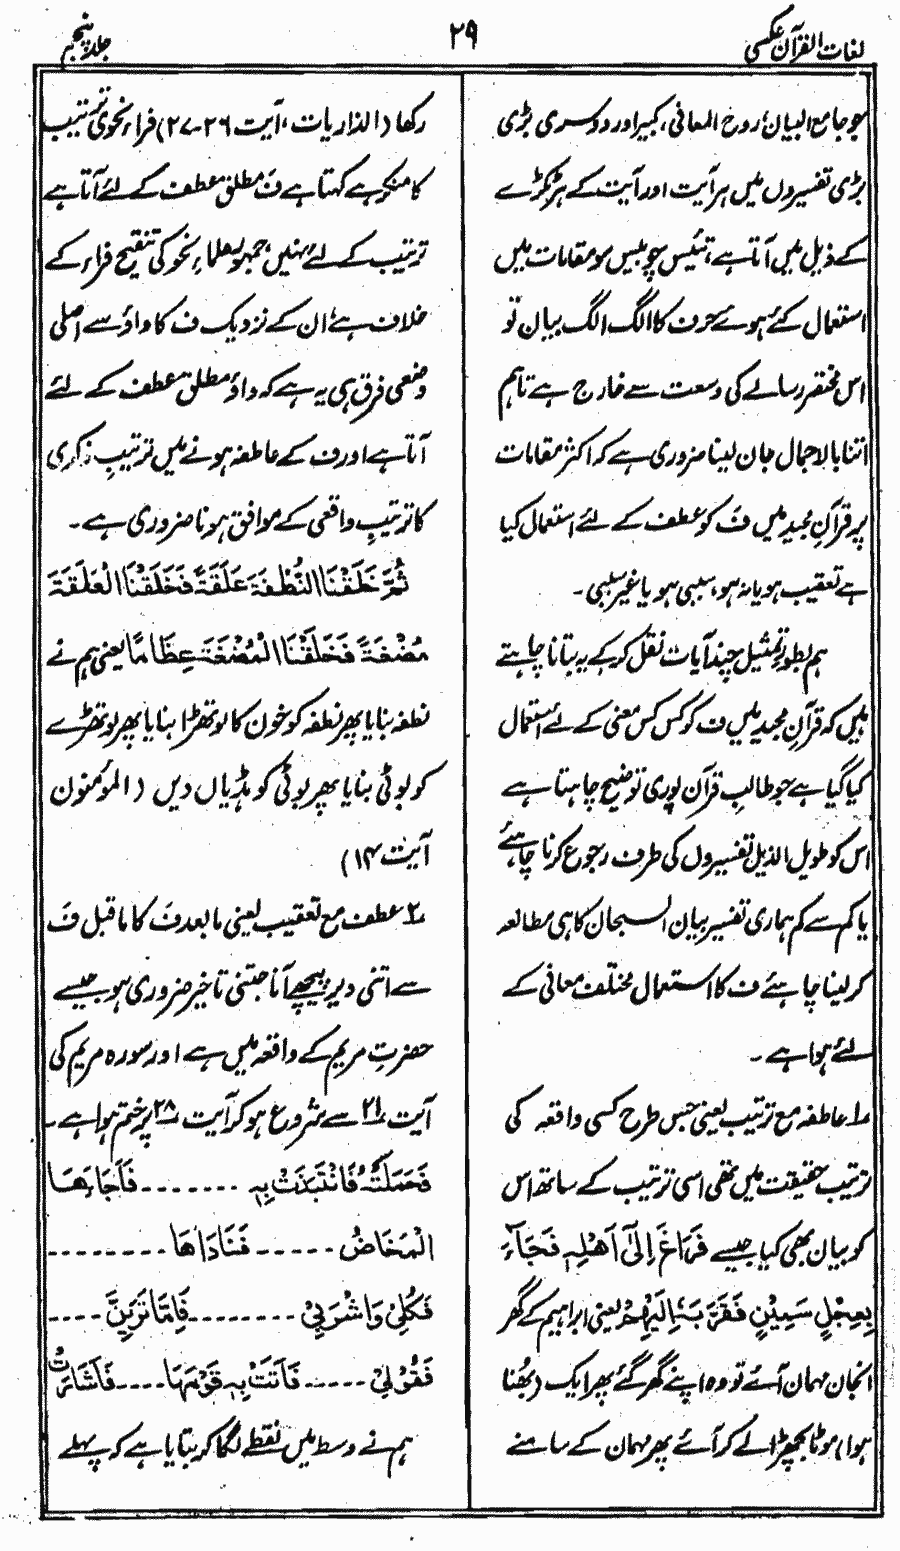 لغات القرآن عکسی
۲۹
جلد پنجم
جو جامع البیان، روح المعانی، کبیر اور دوسری بڑی
بڑی تفسیروں میں ہر آیت اور آیت کے ہر ٹکڑے
کے ذیل میں آتا ہے، تئیس چوبیس سو مقامات میں
استعمال کئے ہوئے حرف کا الگ الگ بیان تو
اس مختصر رسالے کی وسعت سے خارج ہے تاہم
اتنا بالاجمال جان لینا ضروری ہے کہ اکثر مقامات
پر قرآنِ مجید میں فَ کو عطف کے لئے استعمال کیا
ہے تعقیب ہو یا نہ ہو، سببی ہو یا غیر سببی۔
ہم بطور تمثیل چند آیات نقل کر کے یہ بتانا چاہتے
ہیں کہ قرآنِ مجید میں ف کو کس کس معنی کے لئے استعمال
کیا گیا ہے جو طالبِ قرآن پوری توضیح چاہتا ہے
اس کو طویل الذیل تفسیروں کی طرف رجوع کرنا چاہئے
یا کم سے کم ہماری تفسیر بیان السبحان کا ہی مطالعہ
کر لینا چاہئے ف کا استعمال مختلف معانی کے
لئے ہوا ہے۔
۱؎ عاطفہ مع ترتیب یعنی جس طرح کسی واقعہ کی
ترتیب حقیقت میں تھی اسی ترتیب کے ساتھ اس
کو بیان بھی کیا جیسے فَرَاغَ اِلٰٓی اَهْلِهٖ فَجَآءَ
بِعِجْلٍ سَمِيْنٍ فَقَرَّبَهٗٓ اِلَيْهِمْ یعنی ابراہیم کے گھر
انجان مہمان آئے تو وہ اپنے گھر گئے پھر ایک (بھنا
ہوا) موٹا بچھڑا لے کر آئے پھر مہمان کے سامنے
رکھا (الذاریات، آیت ۲۶-۲۷) فراء نحوی ترتیب
کا منکر ہے کہتا ہے فَ مطلق عطف کے لئے آتا ہے
ترتیب کے لئے نہیں، جمہور علماء نحو کی تنقیح فراء کے
خلاف ہے، ان کے نزدیک ف کا واؤ سے اصلی
وضعی فرق ہی یہ ہے کہ واؤ مطلق عطف کے لئے
آتا ہے اور ف کے عاطفہ ہونے میں ترتیبِ ذکری
کا ترتیبِ واقعی کے موافق ہونا ضروری ہے۔
ثُمَّ خَلَقْنَا النُّطْفَةَ عَلَقَةً فَخَلَقْنَا الْعَلَقَةَ
مُضْغَةً فَخَلَقْنَا الْمُضْغَةَ عِظَامًا یعنی ہم نے
نطفہ بنایا پھر نطفہ کو خون کا لوتھڑا بنایا پھر لوتھڑے
کو بوٹی بنایا پھر بوٹی کو ہڈیاں دیں (المؤمنون
آیت ۱۴)
۲؎ عطف مع تعقیب یعنی مابعد فَ کا ماقبل فَ
سے اتنی دیر پیچھے آنا جتنی تاخیر ضروری ہو جیسے
حضرتِ مریم کے واقعہ میں ہے اور سورہ مریم کی
آیت ۲۱؎ سے شروع ہو کر آیت ۲۸؎ پر ختم ہوا ہے۔
فَحَمَلَتْهُ فَانْتَبَذَتْ بِهٖ ------- فَاَجَآءَهَا
الْمَخَاضُ ------ فَنَادَاهَا --------
فَكُلِیْ وَاشْرَبِیْ -------- فَاِمَّا تَرَيِنَّ ----
فَقُوْلِیْ ----- فَاَتَتْ بِهٖ قَوْمَهَا ---- فَاَشَارَتْ
ہم نے وسط میں نقطے لگا کر بتایا ہے کہ پہلے